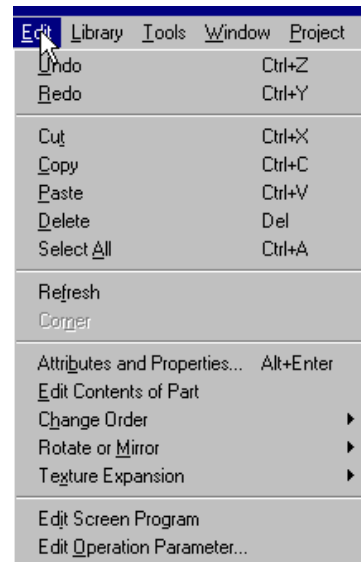 Edit Library Tools Window Project
Undo Ctrl+Z
Redo Ctrl+Y
Cut Ctrl+X
Copy Ctrl+C
Paste Ctrl+V
Delete Del
Select All Ctrl+A
Refresh
Corner
Attributes and Properties... Alt+Enter
Edit Contents of Part
Change Order
Rotate or Mirror
Texture Expansion
Edit Screen Program
Edit Operation Parameter...